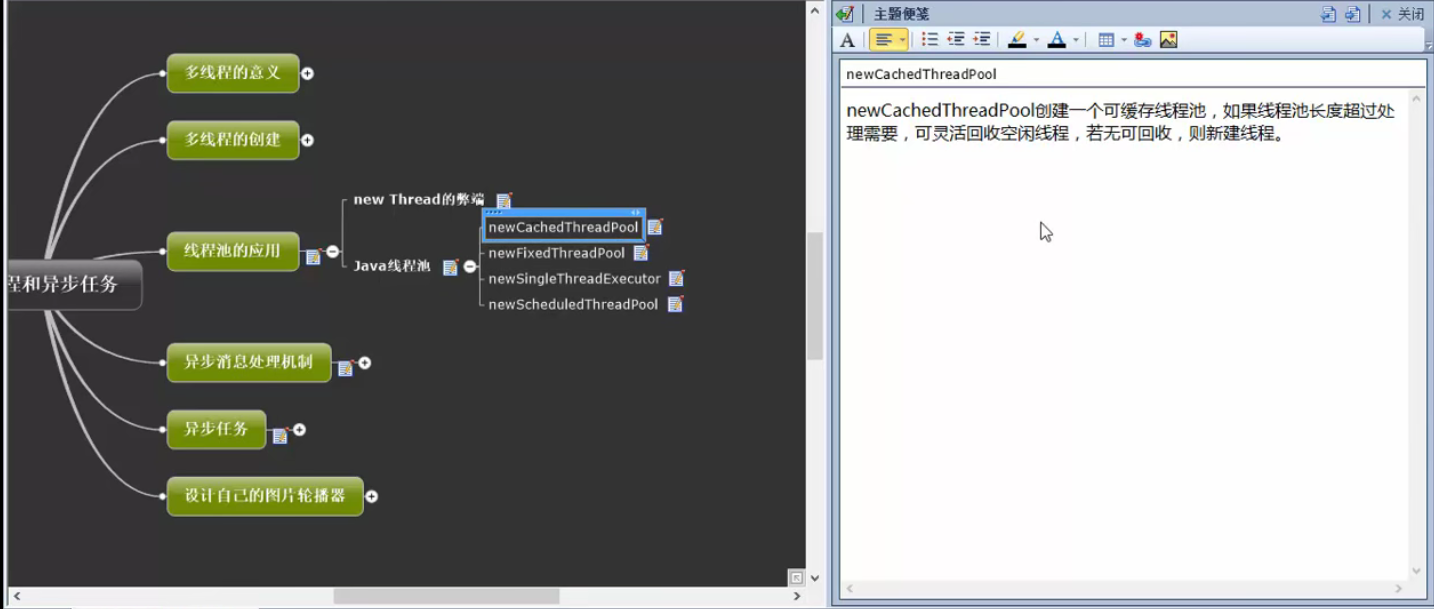 多线程的意义
多线程的创建
线程池的应用
new Thread的弊端
Java线程池
newCachedThreadPool
newFixedThreadPool
newSingleThreadExecutor
newScheduledThreadPool
程和异步任务
异步消息处理机制
异步任务
设计自己的图片轮播器
主题便笺
关闭
A
A
newCachedThreadPool
newCachedThreadPool创建一个可缓存线程池，如果线程池长度超过处
理需要，可灵活回收空闲线程，若无可回收，则新建线程。